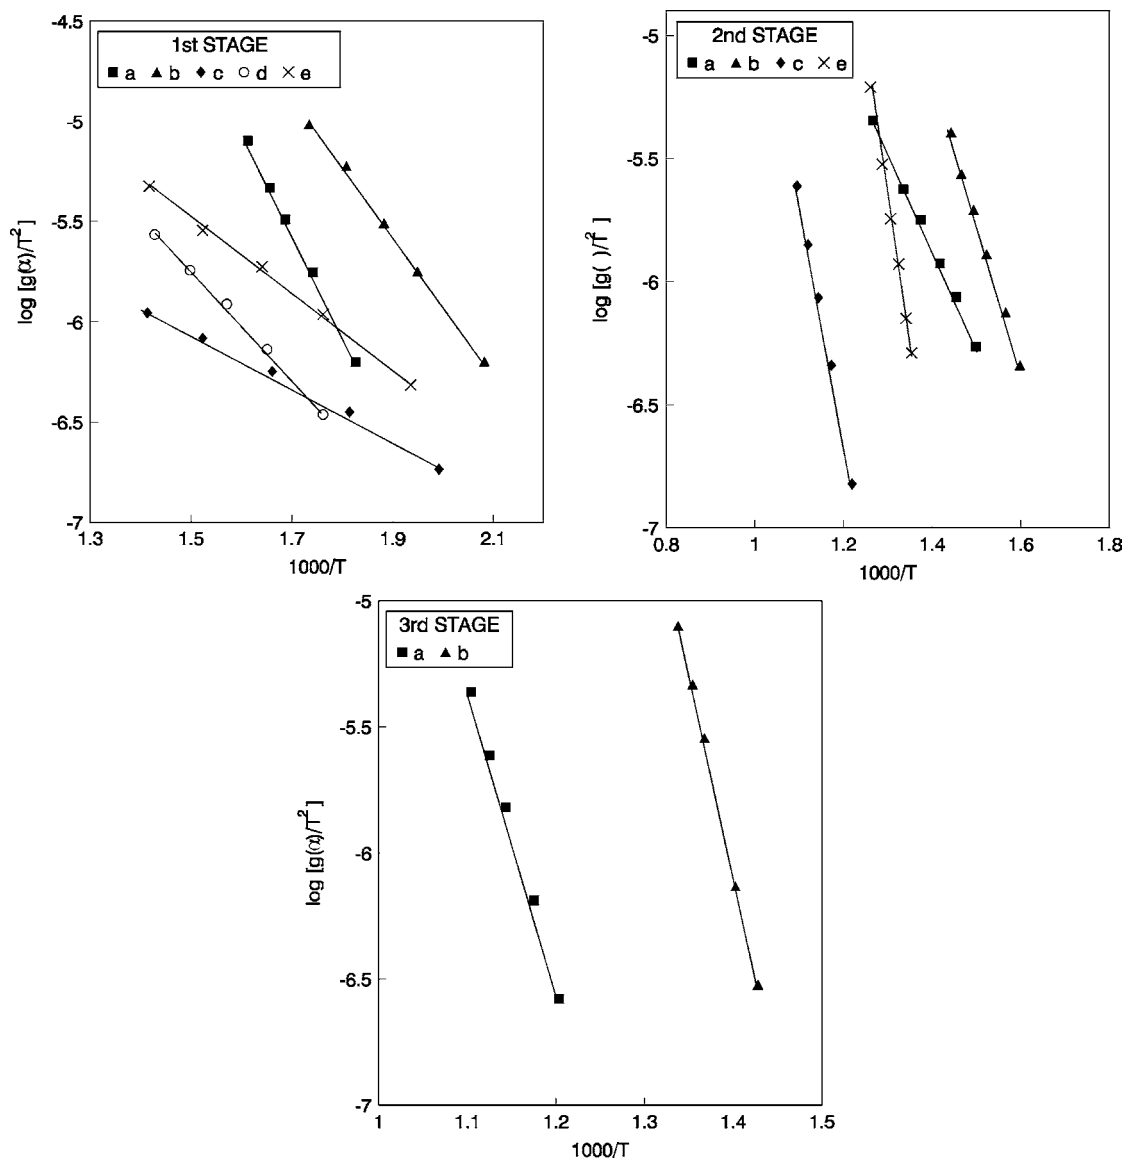 1st STAGE
a b c d e
-4.5
-5
-5.5
-6
-6.5
-7
log [g(α)/T²]
1.3 1.5 1.7 1.9 2.1
1000/T
2nd STAGE
a b c e
-5
-5.5
-6
-6.5
-7
log [g( )/T²]
0.8 1 1.2 1.4 1.6 1.8
1000/T
3rd STAGE
a b
-5
-5.5
-6
-6.5
-7
log [g(α)/T²]
1 1.1 1.2 1.3 1.4 1.5
1000/T